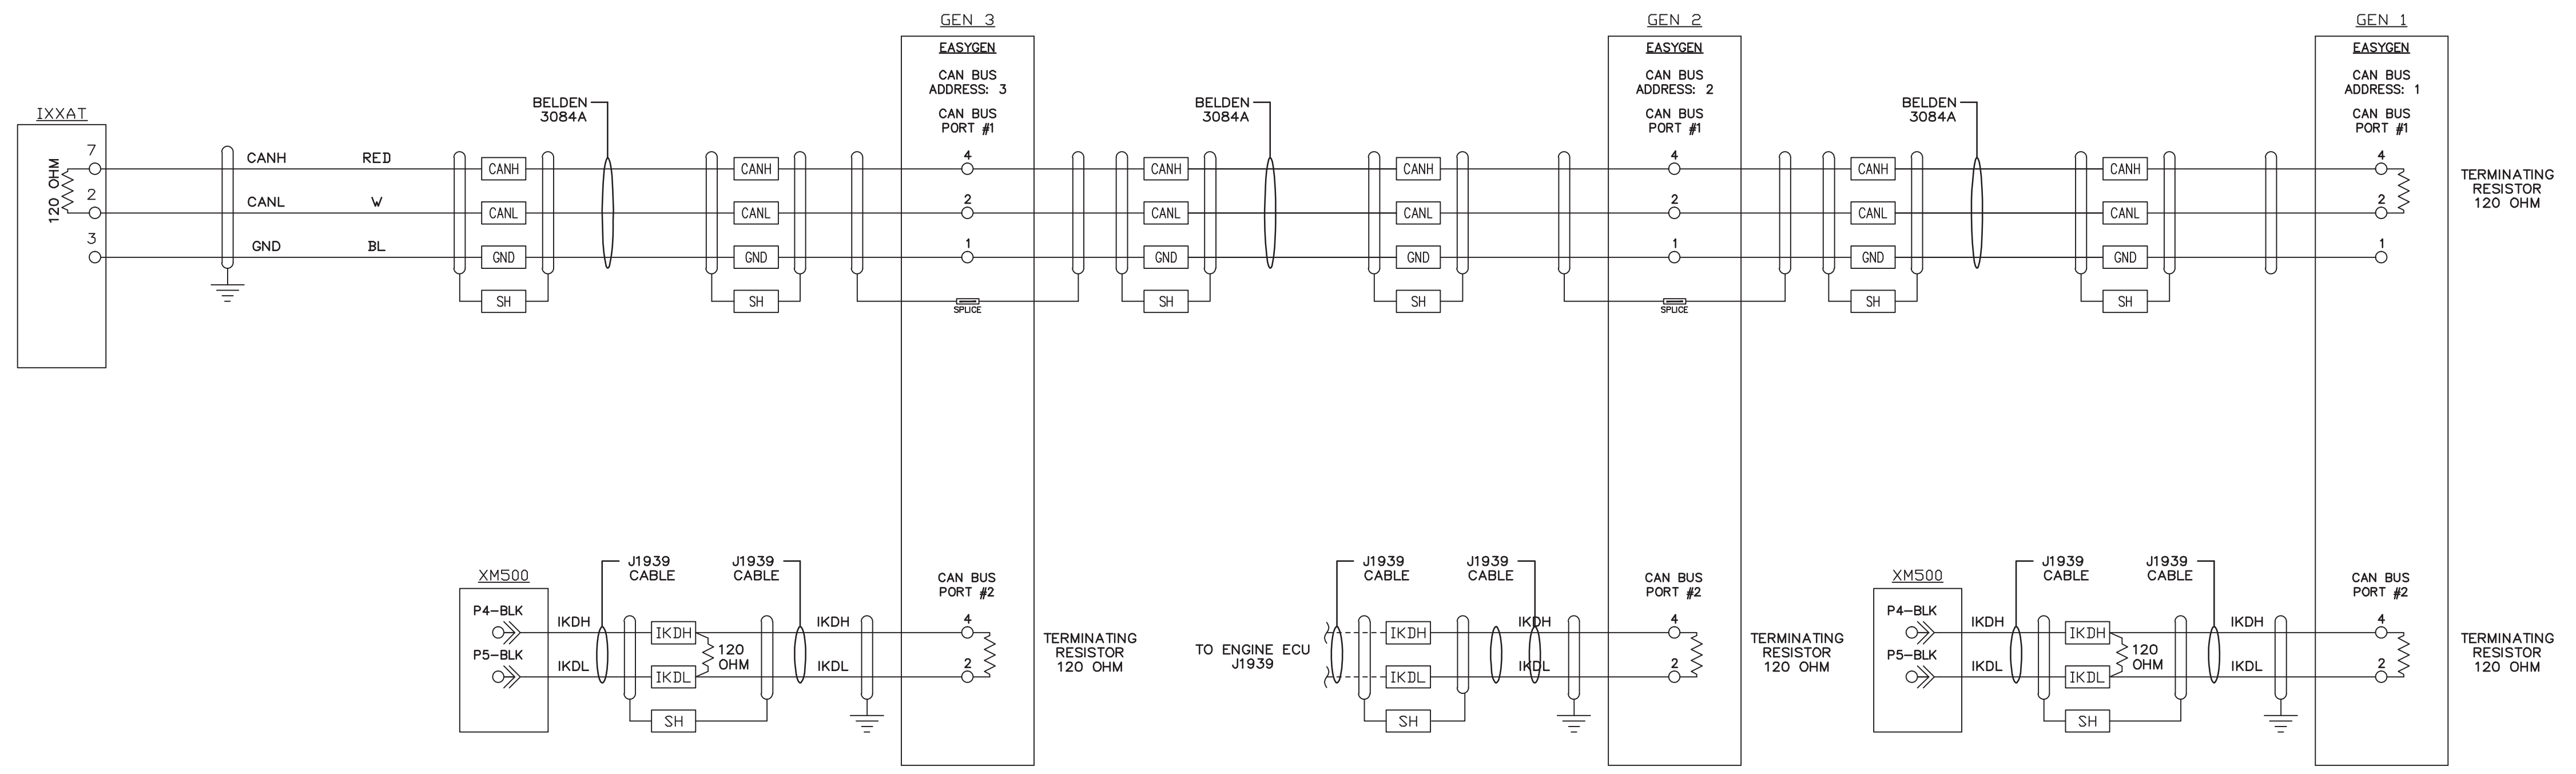 GEN 3
GEN 2
GEN 1
EASYGEN
EASYGEN
EASYGEN
CAN BUS
ADDRESS: 3
CAN BUS
ADDRESS: 2
CAN BUS
ADDRESS: 1
IXXAT
BELDEN
3084A
CAN BUS
PORT #1
BELDEN
3084A
CAN BUS
PORT #1
BELDEN
3084A
CAN BUS
PORT #1
120 OHM
7
CANH
RED
CANH
CANH
4
CANH
CANH
4
CANH
CANH
4
2
CANL
W
CANL
CANL
2
CANL
CANL
2
CANL
CANL
2
TERMINATING
RESISTOR
120 OHM
3
GND
BL
GND
GND
1
GND
GND
1
GND
GND
1
SH
SH
SPLICE
SH
SH
SPLICE
SH
SH
XM500
J1939
CABLE
J1939
CABLE
CAN BUS
PORT #2
J1939
CABLE
J1939
CABLE
CAN BUS
PORT #2
XM500
J1939
CABLE
J1939
CABLE
CAN BUS
PORT #2
P4-BLK
IKDH
IKDH
IKDH
4
P5-BLK
IKDL
IKDL
120
OHM
IKDL
2
SH
TERMINATING
RESISTOR
120 OHM
TO ENGINE ECU
J1939
IKDH
IKDH
4
IKDL
IKDL
2
SH
TERMINATING
RESISTOR
120 OHM
P4-BLK
IKDH
IKDH
IKDH
4
P5-BLK
IKDL
IKDL
120
OHM
IKDL
2
SH
TERMINATING
RESISTOR
120 OHM